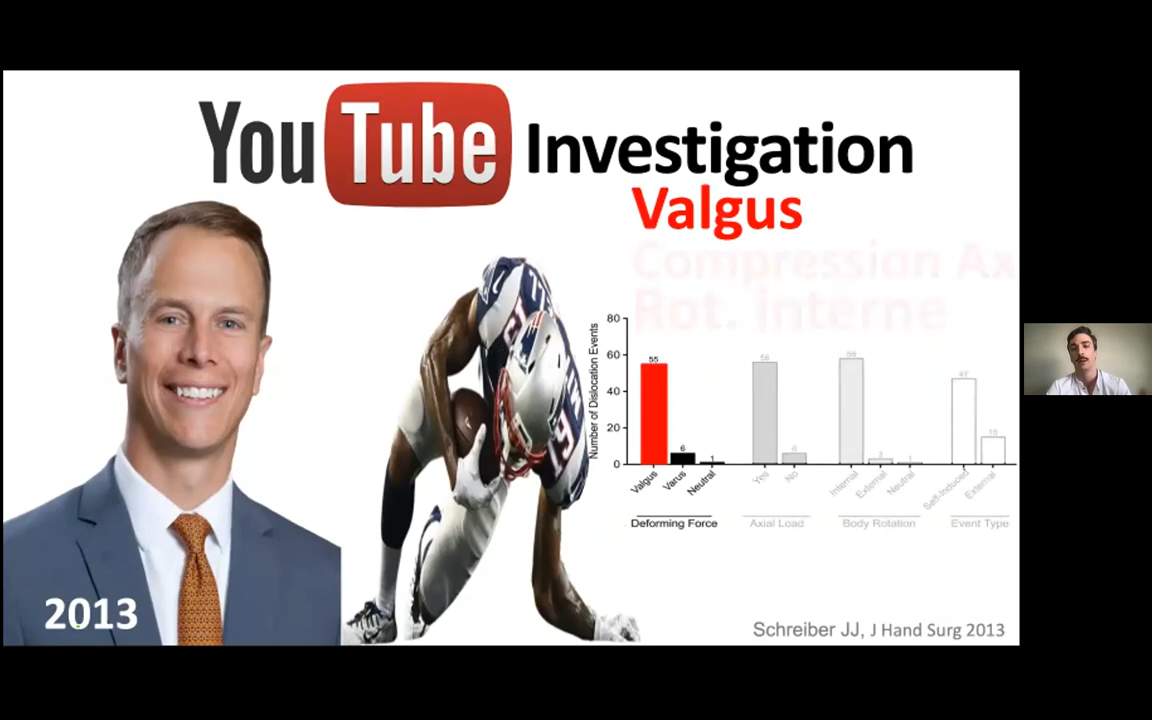 YouTube Investigation
Valgus
Compression Ax
Rot. interne
Number of Dislocation Events
80
60
40
20
0
55
6
1
56
6
58
3
1
47
15
Valgus
Varus
Neutral
Yes
No
Internal
External
Neutral
Self-Induced
External
Deforming Force
Axial Load
Body Rotation
Event Type
2013
Schreiber JJ, J Hand Surg 2013